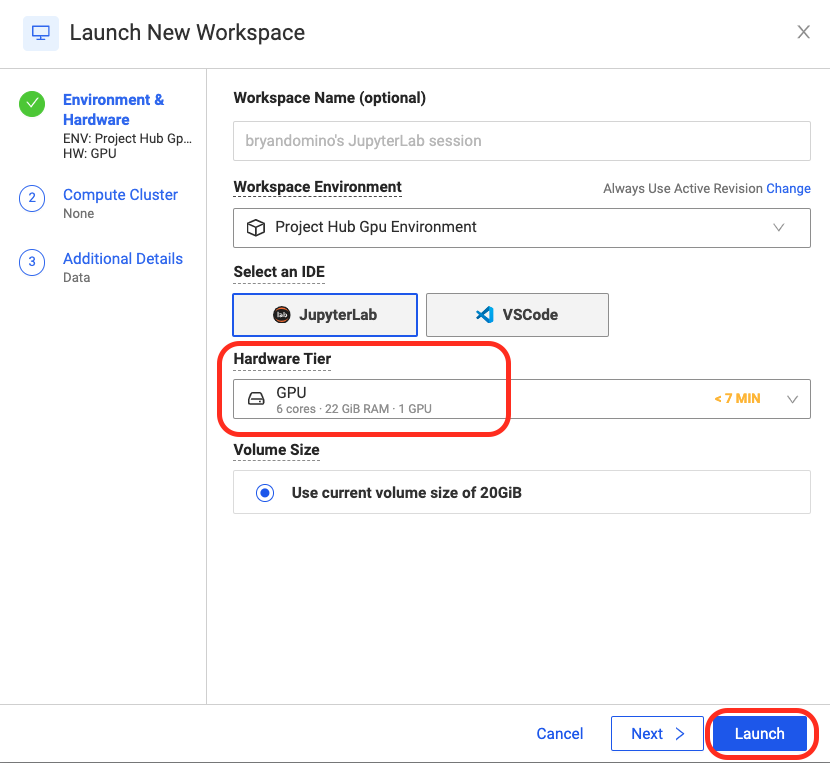 Launch New Workspace
Environment &
Hardware
ENV: Project Hub Gp...
HW: GPU
2
Compute Cluster
None
3
Additional Details
Data
Workspace Name (optional)
bryandomino's JupyterLab session
Workspace Environment
Always Use Active Revision Change
Project Hub Gpu Environment
Select an IDE
lab JupyterLab
VSCode
Hardware Tier
GPU
6 cores · 22 GiB RAM · 1 GPU
< 7 MIN
Volume Size
Use current volume size of 20GiB
Cancel
Next
Launch